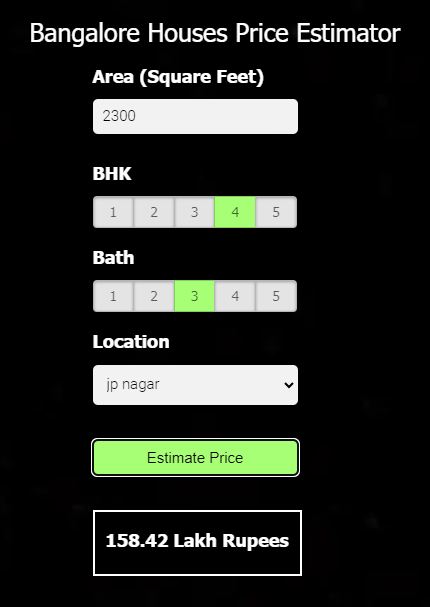 Bangalore Houses Price Estimator
Area (Square Feet)
2300
BHK
1 2 3 4 5
Bath
1 2 3 4 5
Location
jp nagar
Estimate Price
158.42 Lakh Rupees